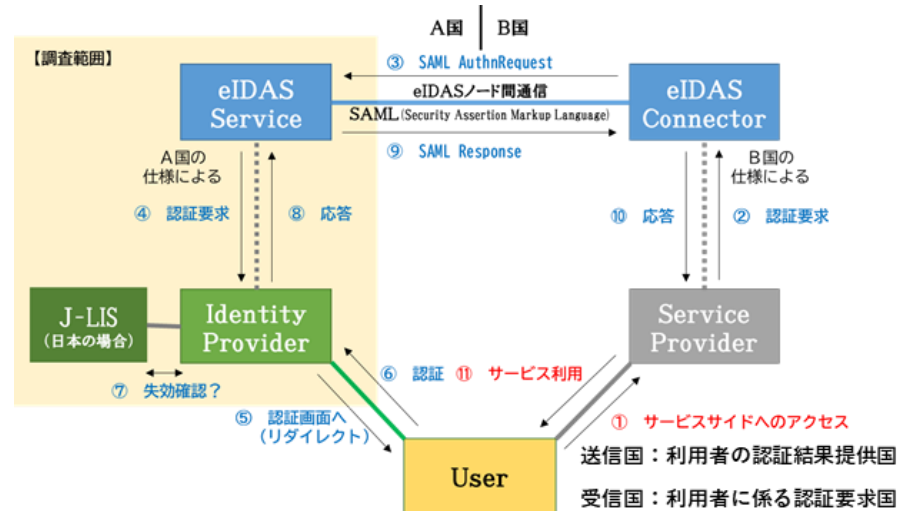 A国 B国
【調査範囲】
③ SAML AuthnRequest
eIDAS
Service
eIDASノード間通信
SAML(Security Assertion Markup Language)
eIDAS
Connector
⑨ SAML Response
A国の
仕様による
B国の
仕様による
④ 認証要求
⑧ 応答
⑩ 応答
② 認証要求
J-LIS
(日本の場合)
Identity
Provider
Service
Provider
⑥ 認証
⑪ サービス利用
⑦ 失効確認？
⑤ 認証画面へ
(リダイレクト)
① サービスサイドへのアクセス
User
送信国：利用者の認証結果提供国
受信国：利用者に係る認証要求国